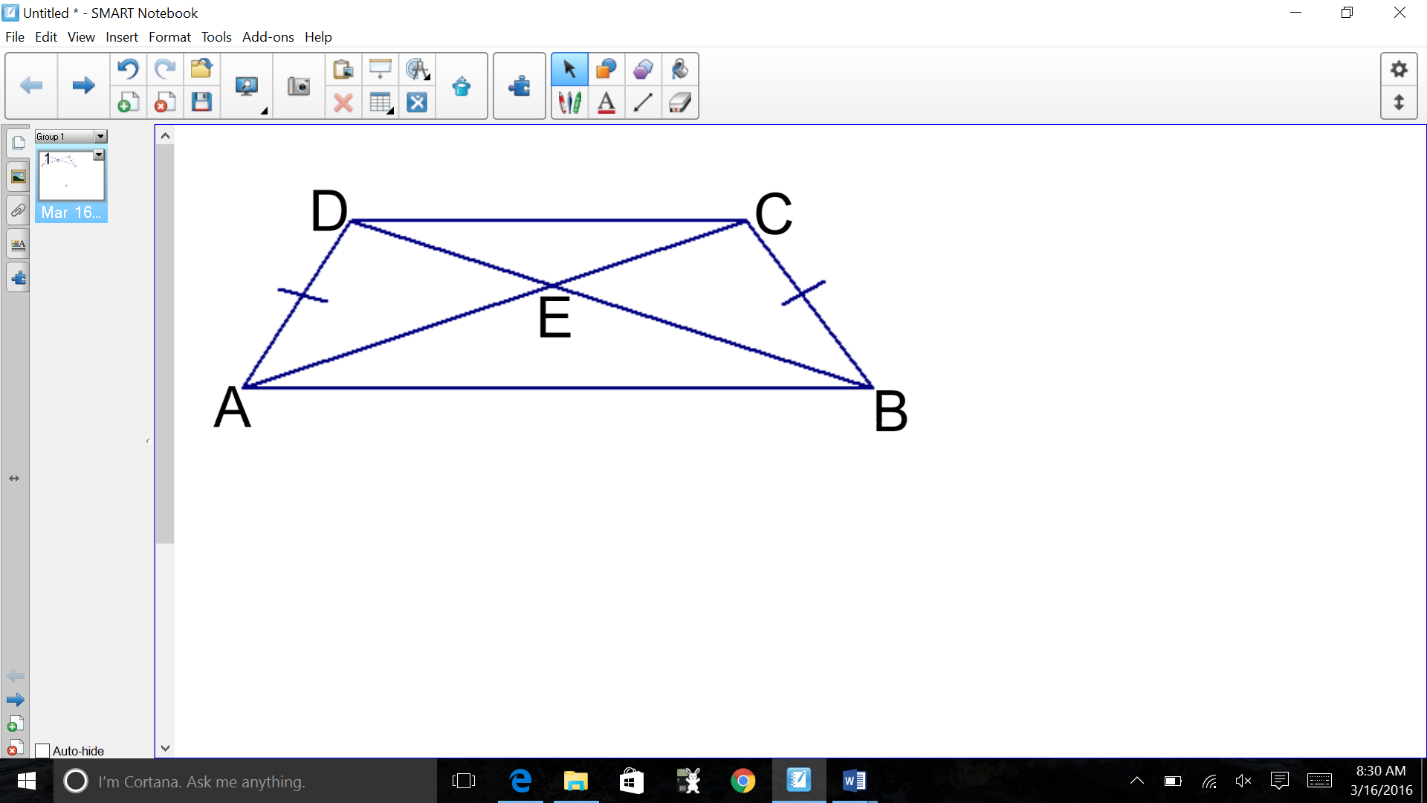 Untitled * - SMART Notebook
File Edit View Insert Format Tools Add-ons Help
Group 1
1
Mar 16...
D
C
E
A
B
Auto-hide
I'm Cortana. Ask me anything.
8:30 AM
3/16/2016